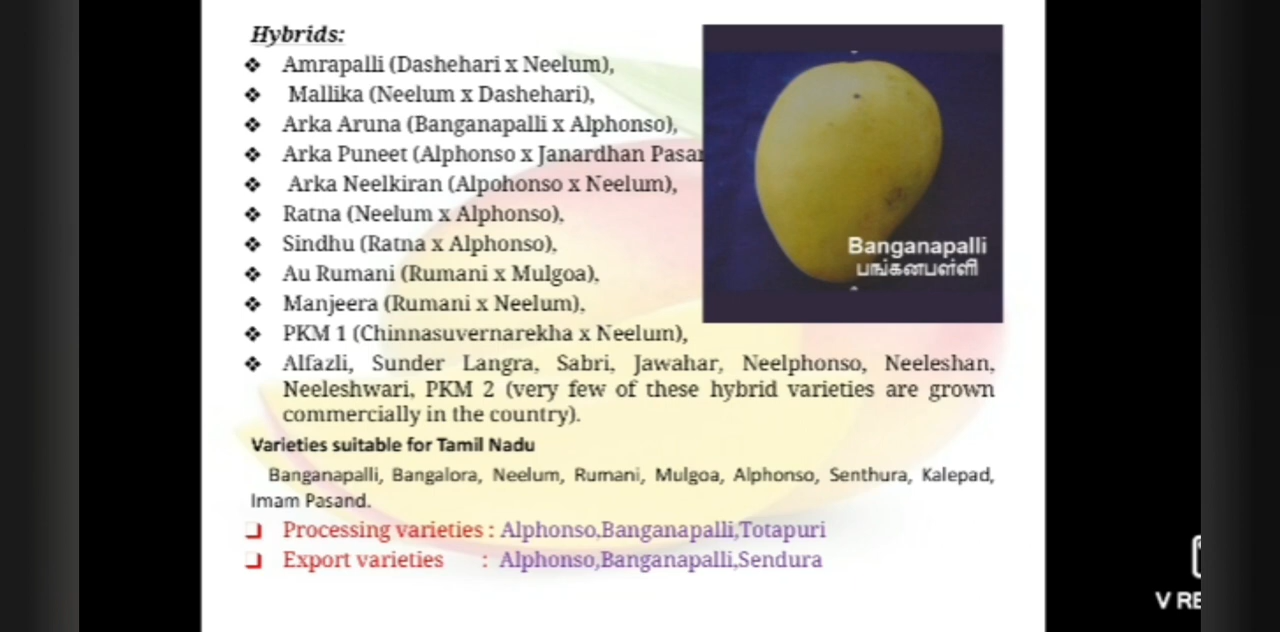 Hybrids:
❖ Amrapalli (Dashehari x Neelum),
❖ Mallika (Neelum x Dashehari),
❖ Arka Aruna (Banganapalli x Alphonso),
❖ Arka Puneet (Alphonso x Janardhan Pasar
❖ Arka Neelkiran (Alpohonso x Neelum),
❖ Ratna (Neelum x Alphonso),
❖ Sindhu (Ratna x Alphonso),
❖ Au Rumani (Rumani x Mulgoa),
❖ Manjeera (Rumani x Neelum),
❖ PKM 1 (Chinnasuvernarekha x Neelum),
❖ Alfazli, Sunder Langra, Sabri, Jawahar, Neelphonso, Neeleshan,
Neeleshwari, PKM 2 (very few of these hybrid varieties are grown
commercially in the country).
Banganapalli
பங்கனபள்ளி
Varieties suitable for Tamil Nadu
Banganapalli, Bangalora, Neelum, Rumani, Mulgoa, Alphonso, Senthura, Kalepad,
Imam Pasand.
❑ Processing varieties : Alphonso,Banganapalli,Totapuri
❑ Export varieties : Alphonso,Banganapalli,Sendura
V RE